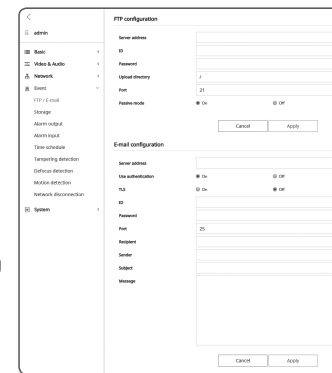 admin
Basic
Video & Audio
Network
Event
FTP / E-mail
Storage
Alarm output
Alarm input
Time schedule
Tampering detection
Defocus detection
Motion detection
Network disconnection
System
FTP configuration
Server address
ID
Password
Upload directory /
Port 21
Passive mode On Off
Cancel Apply
E-mail configuration
Server address
Use authentication On Off
TLS On Off
ID
Password
Port 25
Recipient
Sender
Subject
Message
Cancel Apply